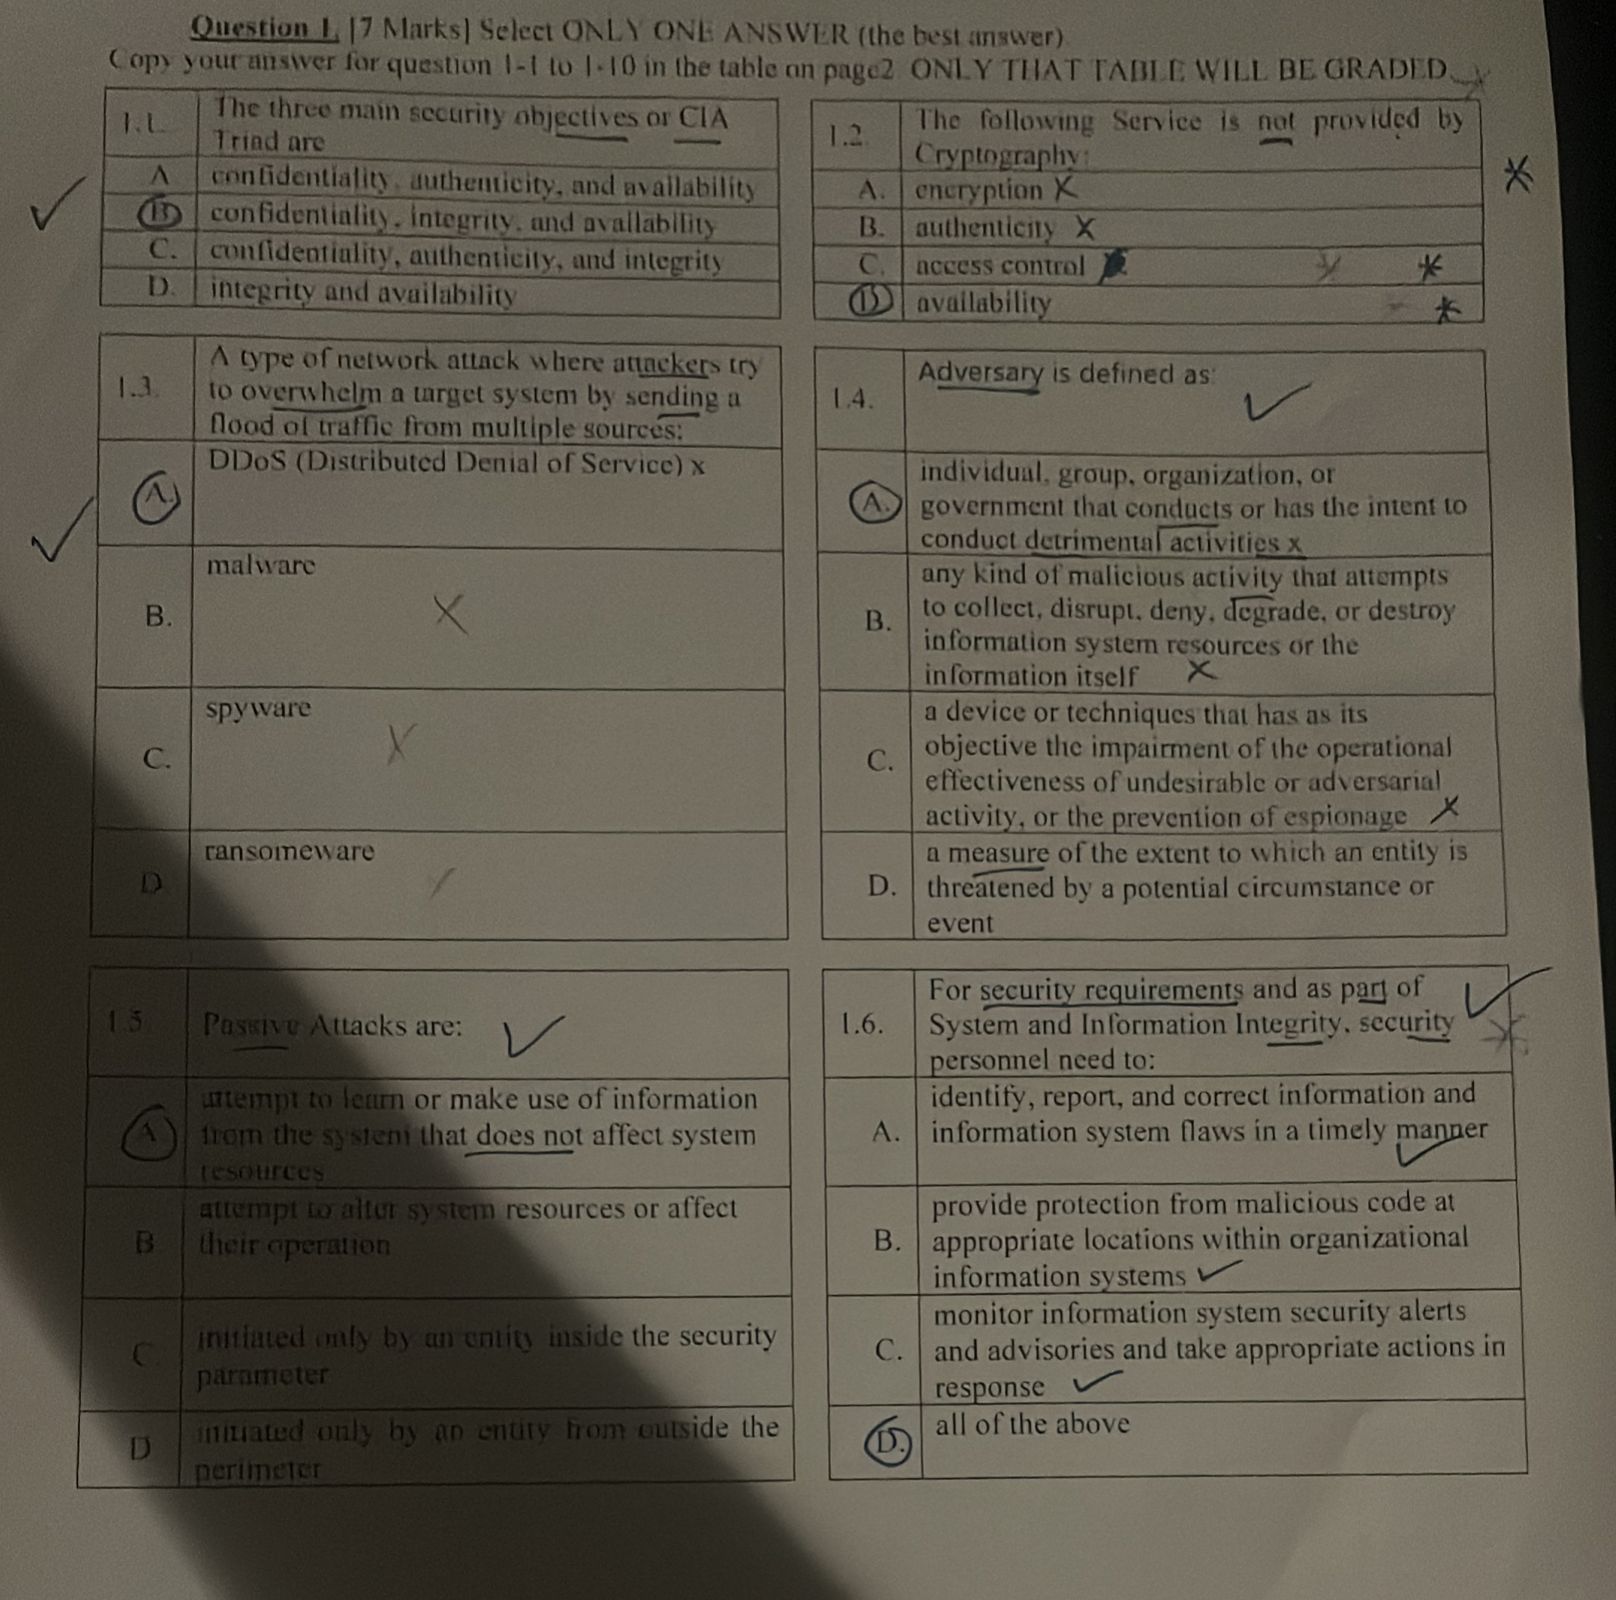 Question 1. [7 Marks] Select ONLY ONE ANSWER (the best answer)
Copy your answer for question 1-1 to 1-10 in the table on page2 ONLY THAT TABLE WILL BE GRADED.
1.1. The three main security objectives or CIA
Triad are
A confidentiality, authenticity, and availability
B confidentiality, integrity, and availability
C. confidentiality, authenticity, and integrity
D. integrity and availability
1.2. The following Service is not provided by
Cryptography:
A. encryption X
B. authenticity X
C. access control
D availability
1.3. A type of network attack where attackers try
to overwhelm a target system by sending a
flood of traffic from multiple sources:
A. DDoS (Distributed Denial of Service) x
B. malware X
C. spyware X
D ransomeware
1.4. Adversary is defined as:
A. individual, group, organization, or
government that conducts or has the intent to
conduct detrimental activities x
B. any kind of malicious activity that attempts
to collect, disrupt, deny, degrade, or destroy
information system resources or the
information itself X
C. a device or techniques that has as its
objective the impairment of the operational
effectiveness of undesirable or adversarial
activity, or the prevention of espionage X
D. a measure of the extent to which an entity is
threatened by a potential circumstance or
event
1.5 Passive Attacks are:
A attempt to learn or make use of information
from the system that does not affect system
resources
B attempt to alter system resources or affect
their operation
C initiated only by an entity inside the security
parameter
D initiated only by an entity from outside the
perimeter
1.6. For security requirements and as part of
System and Information Integrity, security
personnel need to:
A. identify, report, and correct information and
information system flaws in a timely manner
B. provide protection from malicious code at
appropriate locations within organizational
information systems
C. monitor information system security alerts
and advisories and take appropriate actions in
response
D. all of the above